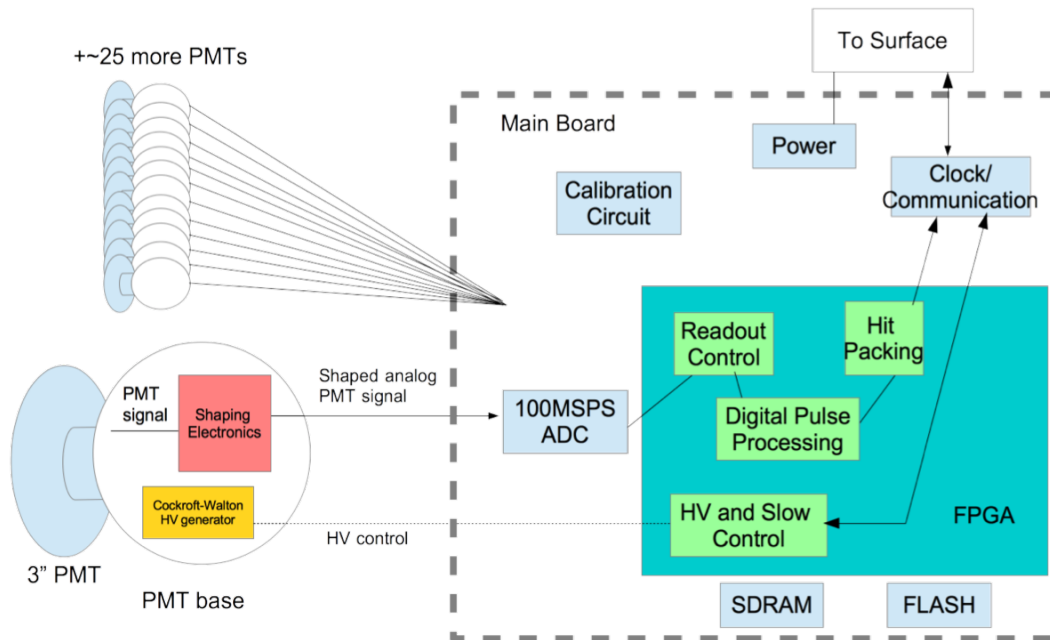 +~25 more PMTs
To Surface
Main Board
Power
Calibration
Circuit
Clock/
Communication
Readout
Control
Hit
Packing
Shaped analog
PMT signal
PMT
signal
Shaping
Electronics
100MSPS
ADC
Digital Pulse
Processing
Cockroft-Walton
HV generator
HV control
HV and Slow
Control
FPGA
3” PMT
PMT base
SDRAM
FLASH